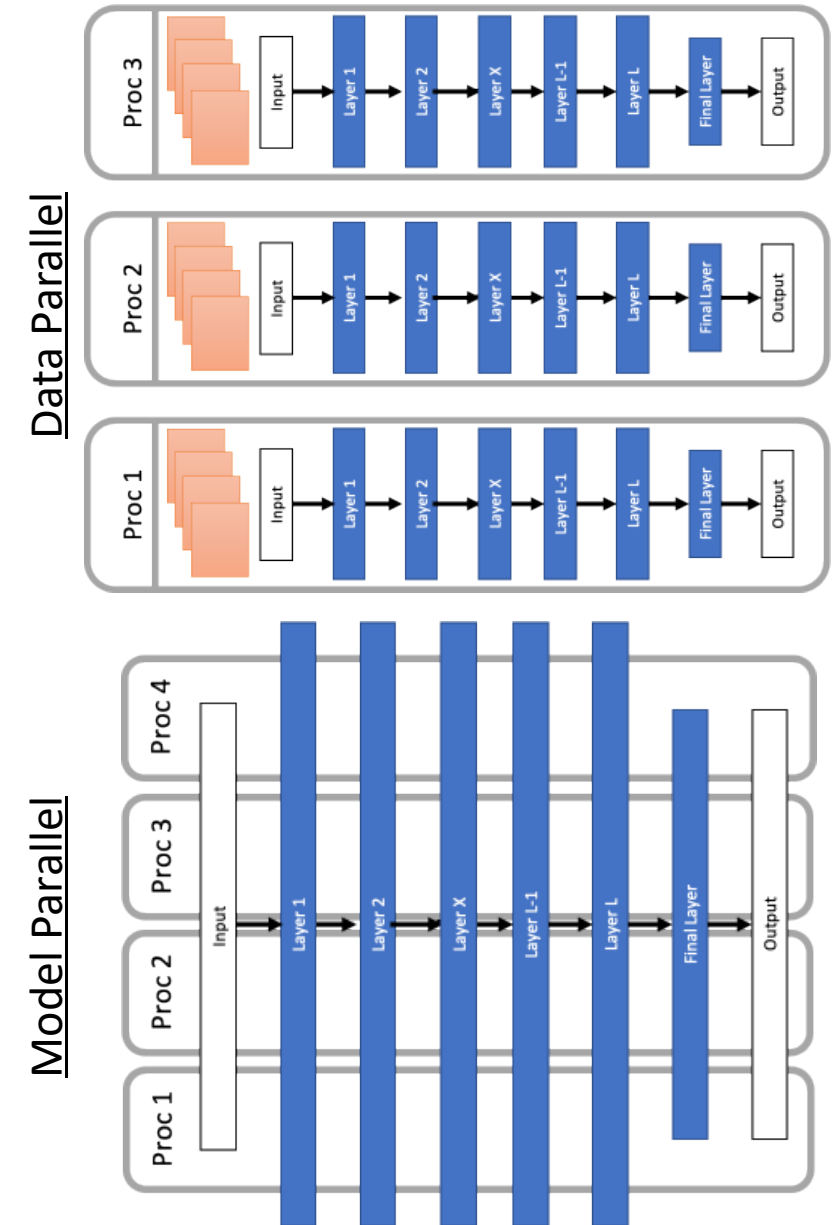 Model Parallel
Proc 1
Proc 2
Proc 3
Proc 4
Input
Layer 1
Layer 2
Layer X
Layer L-1
Layer L
Final Layer
Output
Data Parallel
Proc 1
Input
Layer 1
Layer 2
Layer X
Layer L-1
Layer L
Final Layer
Output
Proc 2
Input
Layer 1
Layer 2
Layer X
Layer L-1
Layer L
Final Layer
Output
Proc 3
Input
Layer 1
Layer 2
Layer X
Layer L-1
Layer L
Final Layer
Output